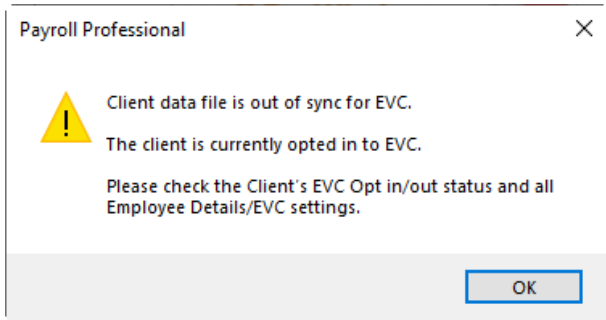 Payroll Professional
Client data file is out of sync for EVC.
The client is currently opted in to EVC.
Please check the Client's EVC Opt in/out status and all
Employee Details/EVC settings.
OK